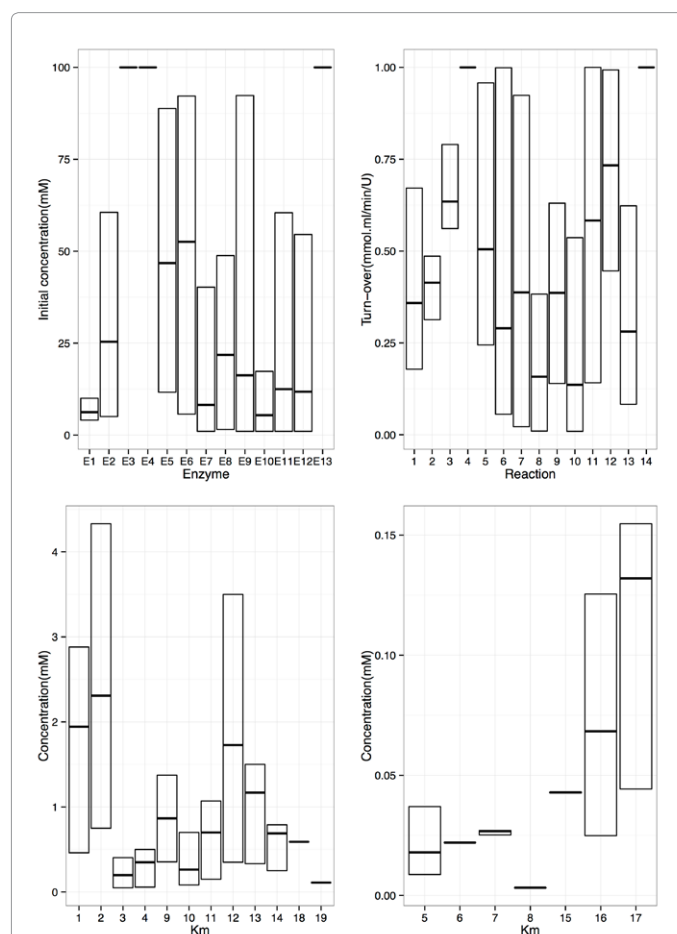 100
75
50
25
0
Initial concentration(mM)
E1 E2 E3 E4 E5 E6 E7 E8 E9 E10 E11 E12 E13
Enzyme
1.00
0.75
0.50
0.25
0.00
Turn-over(mmol.ml/min/U)
1 2 3 4 5 6 7 8 9 10 11 12 13 14
Reaction
4
3
2
1
0
Concentration(mM)
1 2 3 4 9 10 11 12 13 14 18 19
Km
0.15
0.10
0.05
0.00
Concentration(mM)
5 6 7 8 15 16 17
Km